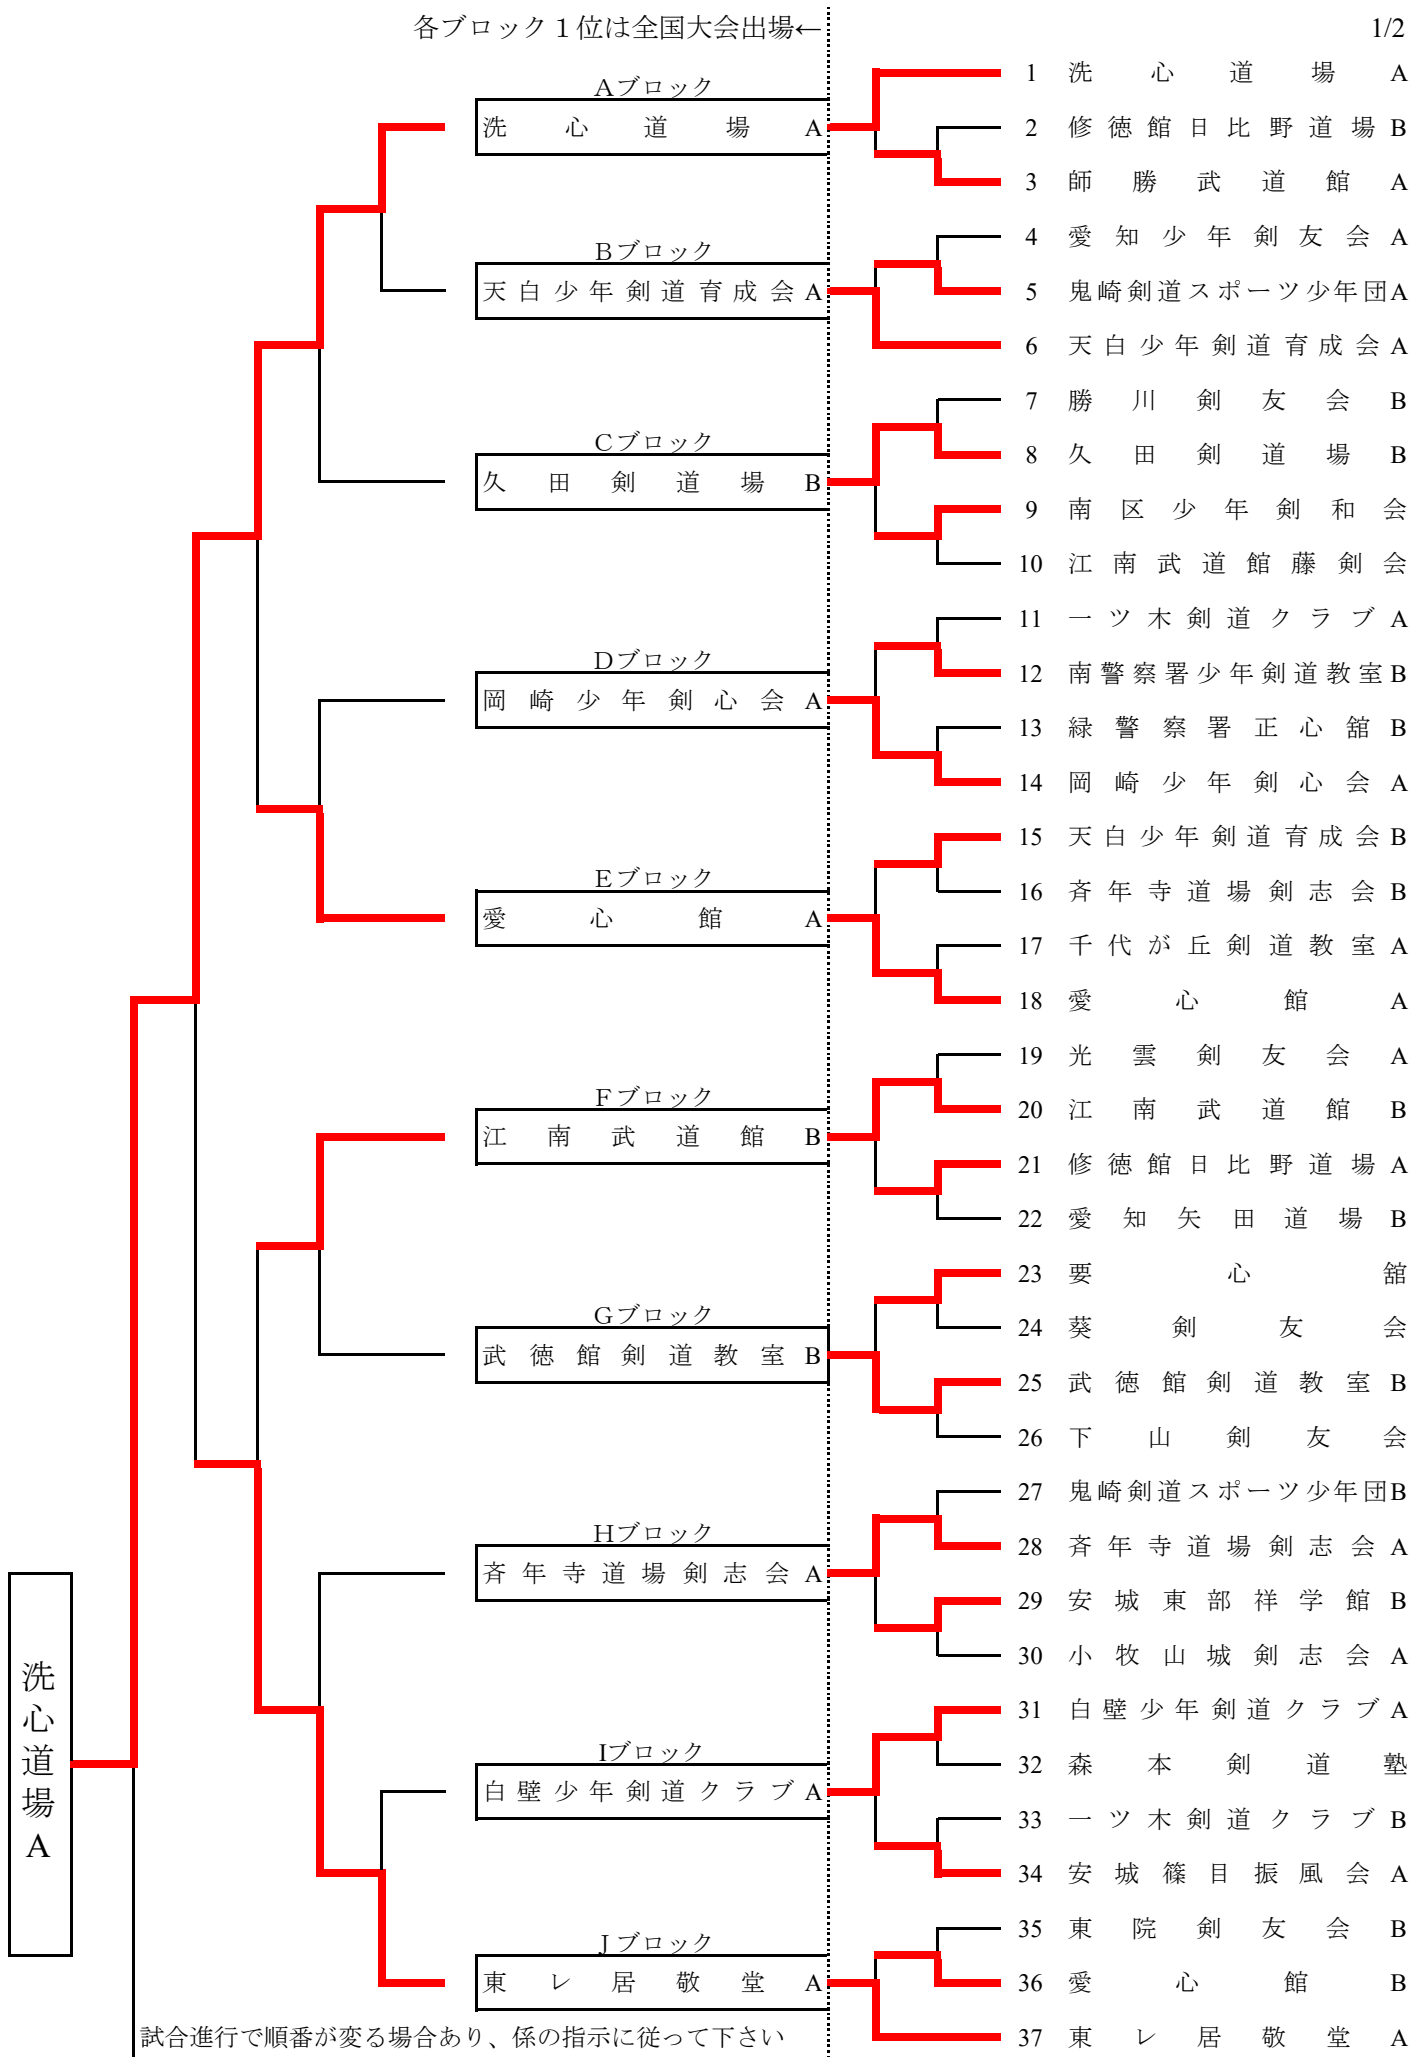 各ブロック１位は全国大会出場←
1/2
Aブロック
洗心道場A
Bブロック
天白少年剣道育成会A
Cブロック
久田剣道場B
Dブロック
岡崎少年剣心会A
Eブロック
愛心館A
Fブロック
江南武道館B
Gブロック
武徳館剣道教室B
Hブロック
斉年寺道場剣志会A
Iブロック
白壁少年剣道クラブA
Jブロック
東レ居敬堂A
1 洗心道場A
2 修徳館日比野道場B
3 師勝武道館A
4 愛知少年剣友会A
5 鬼崎剣道スポーツ少年団A
6 天白少年剣道育成会A
7 勝川剣友会B
8 久田剣道場B
9 南区少年剣和会
10 江南武道館藤剣会
11 一ツ木剣道クラブA
12 南警察署少年剣道教室B
13 緑警察署正心舘B
14 岡崎少年剣心会A
15 天白少年剣道育成会B
16 斉年寺道場剣志会B
17 千代が丘剣道教室A
18 愛心館A
19 光雲剣友会A
20 江南武道館B
21 修徳館日比野道場A
22 愛知矢田道場B
23 要心舘
24 葵剣友会
25 武徳館剣道教室B
26 下山剣友会
27 鬼崎剣道スポーツ少年団B
28 斉年寺道場剣志会A
29 安城東部祥学館B
30 小牧山城剣志会A
31 白壁少年剣道クラブA
32 森本剣道塾
33 一ツ木剣道クラブB
34 安城篠目振風会A
35 東院剣友会B
36 愛心館B
37 東レ居敬堂A
洗心道場A
試合進行で順番が変る場合あり、係の指示に従って下さい